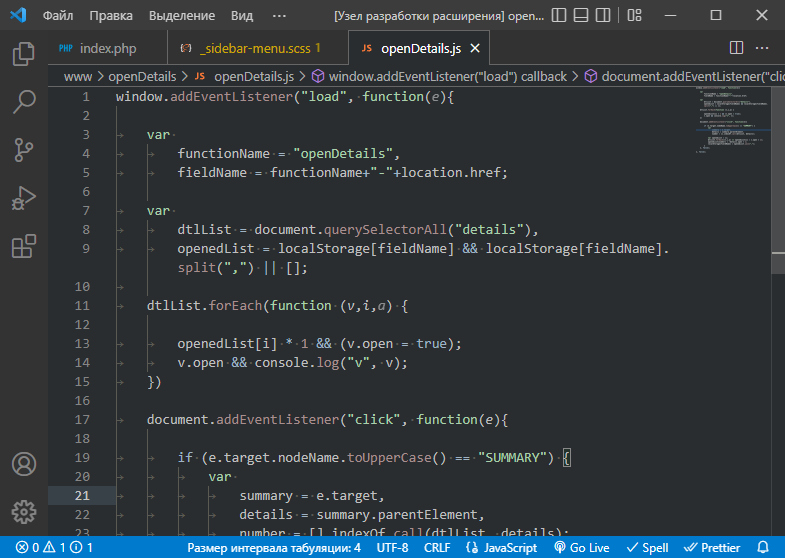 Файл Правка Выделение Вид ··· [Узел разработки расширения] open...
PHP index.php _sidebar-menu.scss 1 JS openDetails.js
www > openDetails > JS openDetails.js > window.addEventListener("load") callback > document.addEventListener("clic
1 window.addEventListener("load", function(e){
2
3 var
4 functionName = "openDetails",
5 fieldName = functionName+"-"+location.href;
6
7 var
8 dtlList = document.querySelectorAll("details"),
9 openedList = localStorage[fieldName] && localStorage[fieldName].
split(",") || [];
10
11 dtlList.forEach(function (v,i,a) {
12
13 openedList[i] * 1 && (v.open = true);
14 v.open && console.log("v", v);
15 })
16
17 document.addEventListener("click", function(e){
18
19 if (e.target.nodeName.toUpperCase() == "SUMMARY") {
20 var
21 summary = e.target,
22 details = summary.parentElement,
23 number = [].indexOf.call(dtlList, details);
0 1 1 Размер интервала табуляции: 4 UTF-8 CRLF JavaScript Go Live Spell Prettier